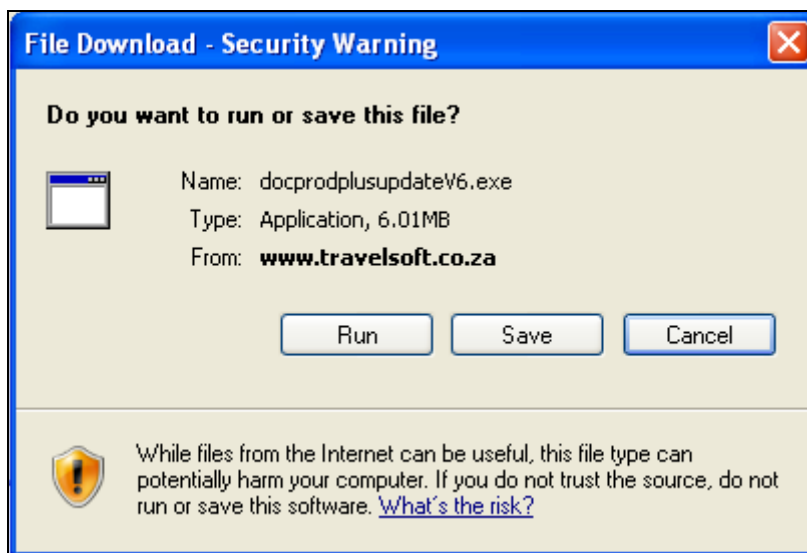 File Download - Security Warning
Do you want to run or save this file?
Name: docprodplusupdateV6.exe
Type: Application, 6.01MB
From: www.travelsoft.co.za
Run Save Cancel
While files from the Internet can be useful, this file type can
potentially harm your computer. If you do not trust the source, do not
run or save this software. What's the risk?